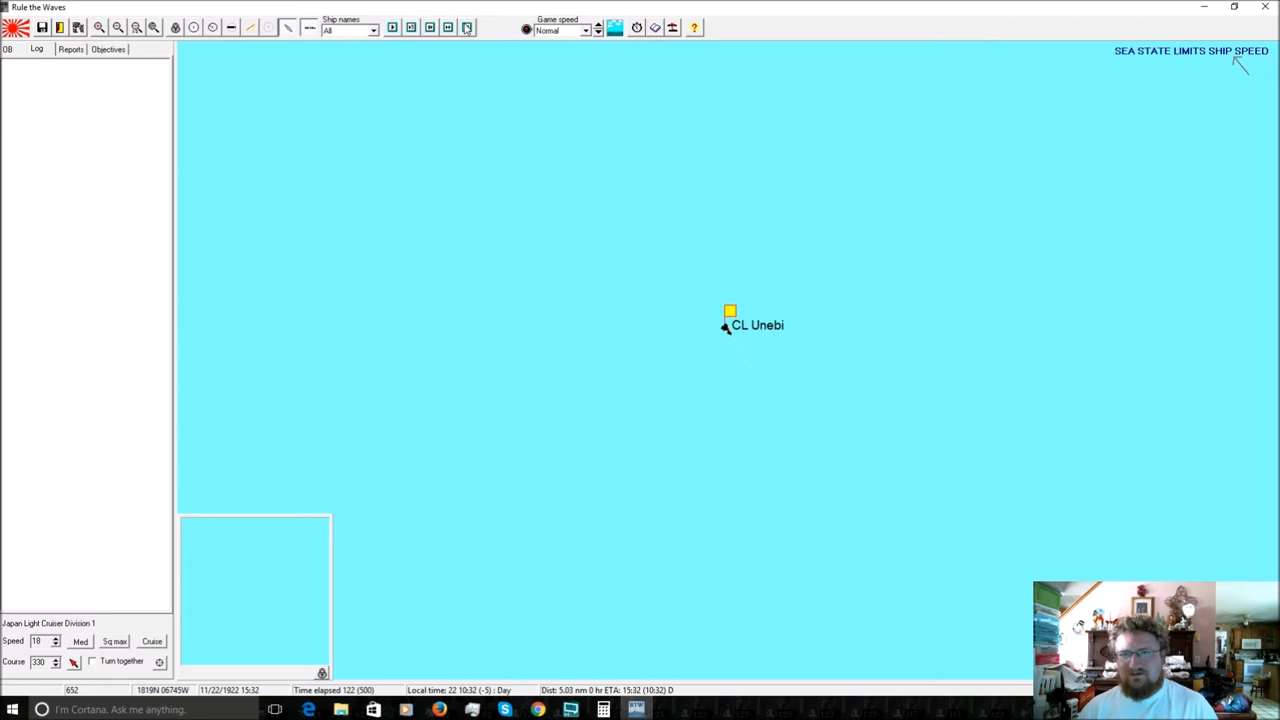 Rule the Waves
Ship names
All
Game speed
Normal
?
OB Log Reports Objectives
SEA STATE LIMITS SHIP SPEED
CL Unebi
Japan Light Cruiser Division 1
Speed 18 Med Sq max Cruise
Course 330 Turn together
652 1819N 06745W 11/22/1922 15:32 Time elapsed 122 (500) Local time: 22 10:32 (-5) : Day Dist: 5.03 nm 0 hr ETA: 15:32 (10:32) D
I'm Cortana. Ask me anything.
RTW